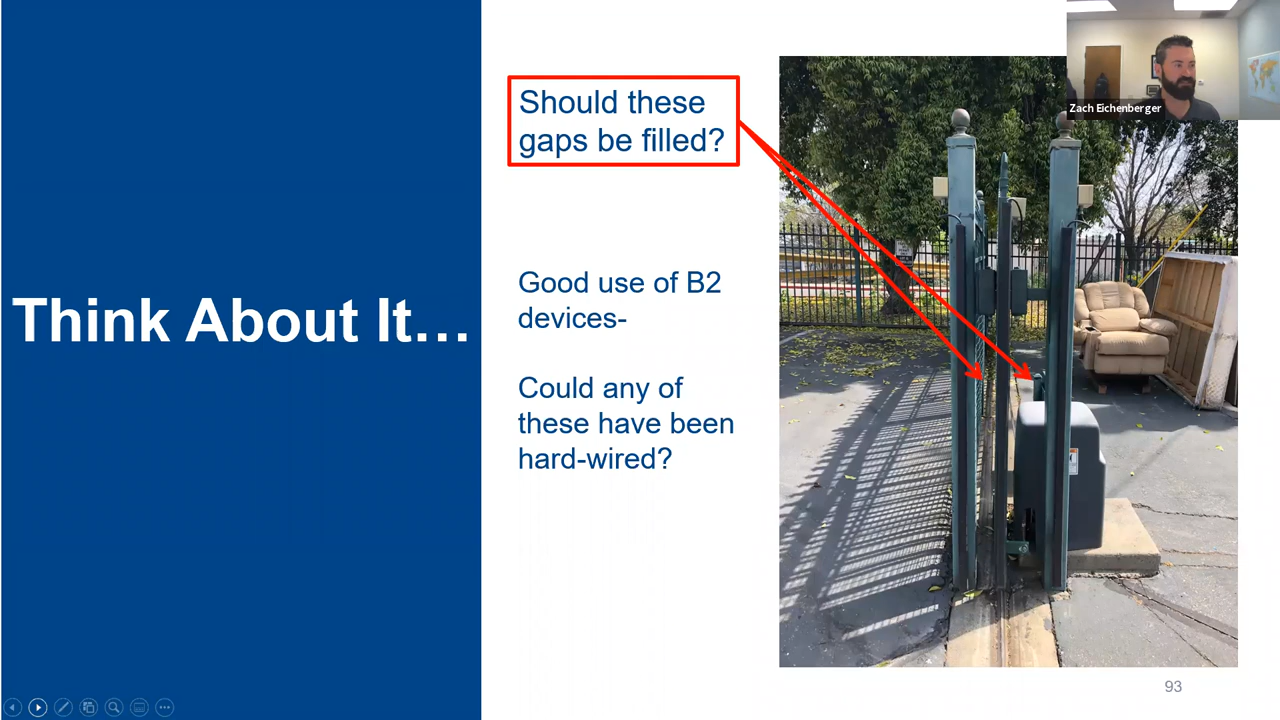 Think About It...
Should these
gaps be filled?
Good use of B2
devices-
Could any of
these have been
hard-wired?
Zach Eichenberger
93